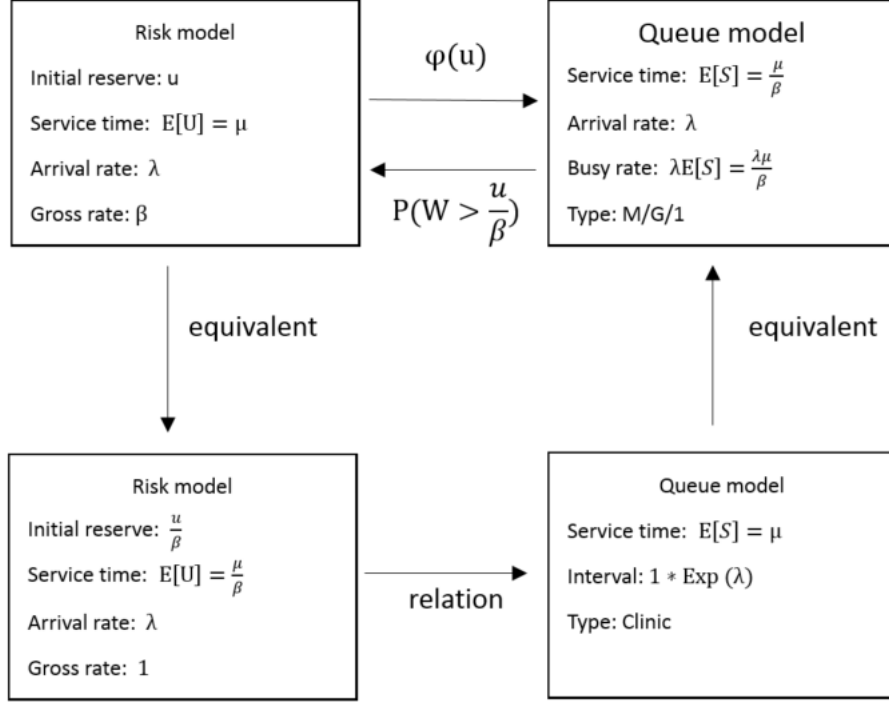 Risk model
Initial reserve: u
Service time: E[U] = μ
Arrival rate: λ
Gross rate: β
φ(u)
P(W > u/β)
Queue model
Service time: E[S] = μ/β
Arrival rate: λ
Busy rate: λE[S] = λμ/β
Type: M/G/1
equivalent
equivalent
Risk model
Initial reserve: u/β
Service time: E[U] = μ/β
Arrival rate: λ
Gross rate: 1
relation
Queue model
Service time: E[S] = μ
Interval: 1 * Exp (λ)
Type: Clinic